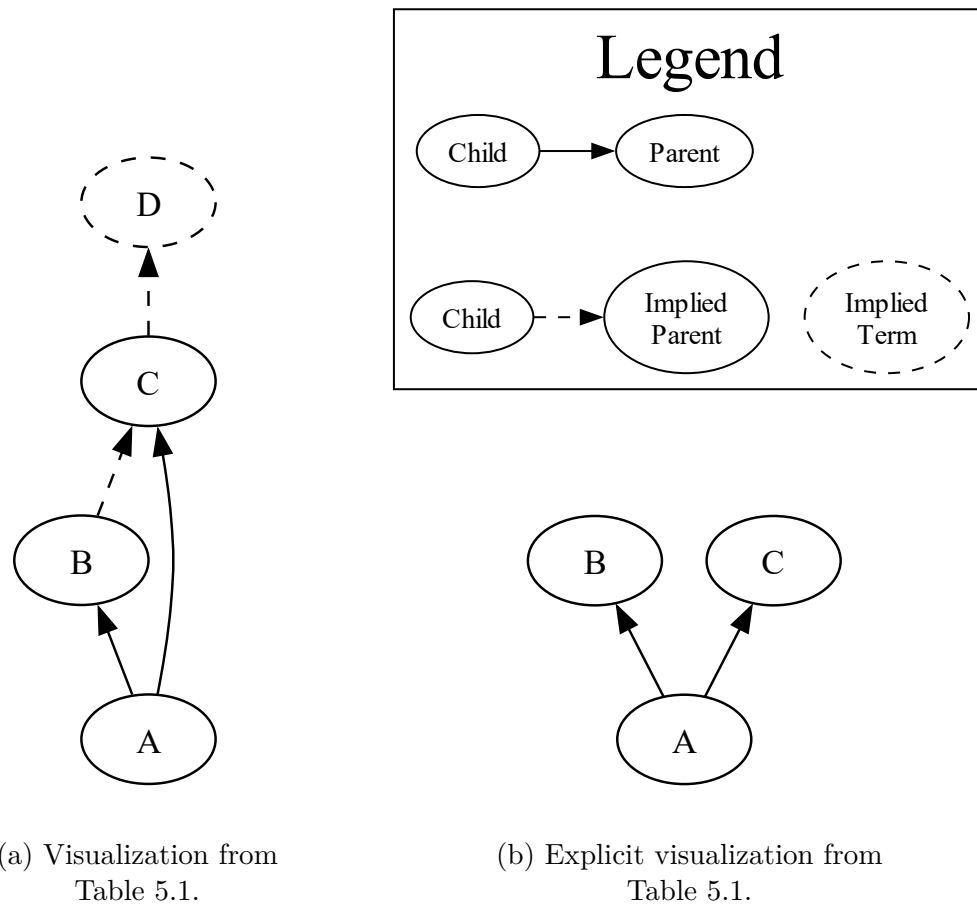 Legend
Child
Parent
Child
Implied
Parent
Implied
Term
D
C
B
A
B
C
A
(a) Visualization from
Table 5.1.
(b) Explicit visualization from
Table 5.1.